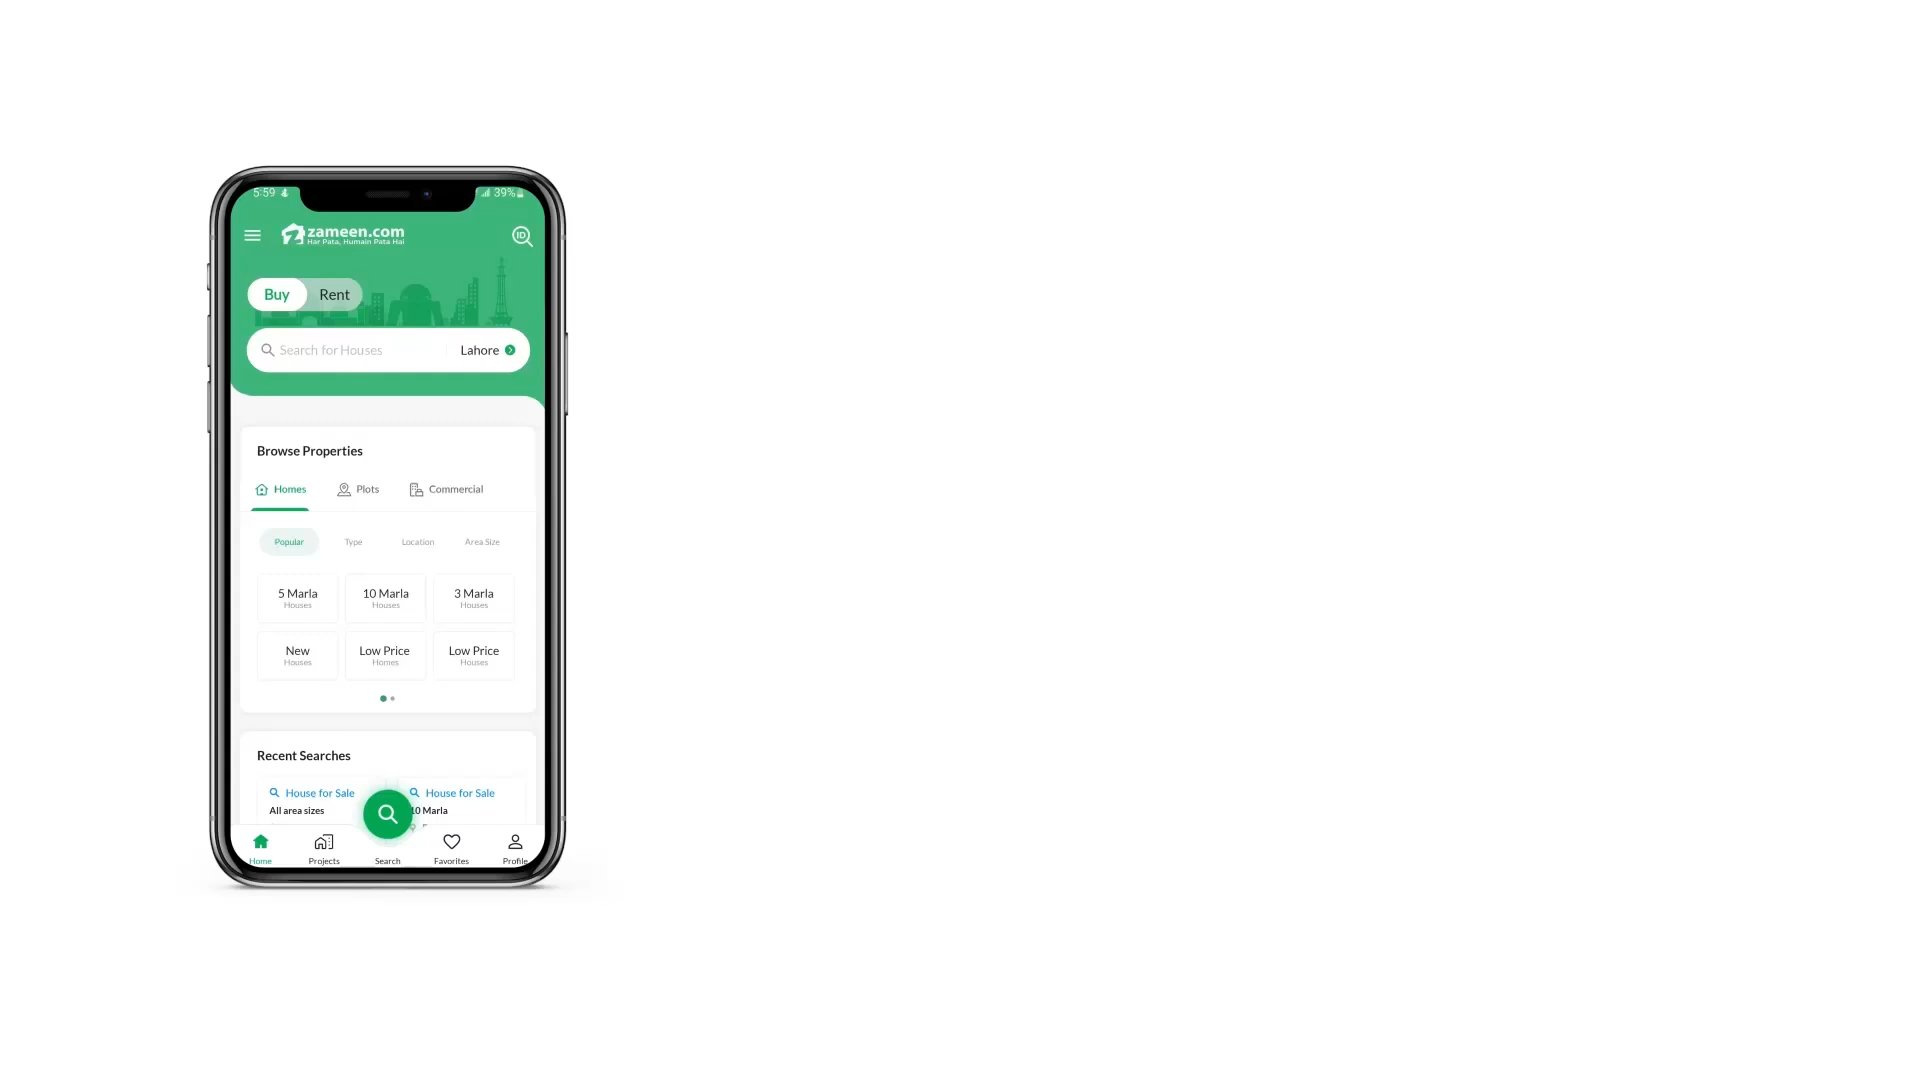 5:59
39%
zameen.com
Har Pata, Humain Pata Hai
ID
Buy Rent
Search for Houses Lahore
Browse Properties
Homes Plots Commercial
Popular Type Location Area Size
5 Marla 10 Marla 3 Marla
Houses Houses Houses
New Low Price Low Price
Houses Homes Houses
Recent Searches
House for Sale House for Sale
All area sizes 10 Marla
Home Projects Search Favorites Profile